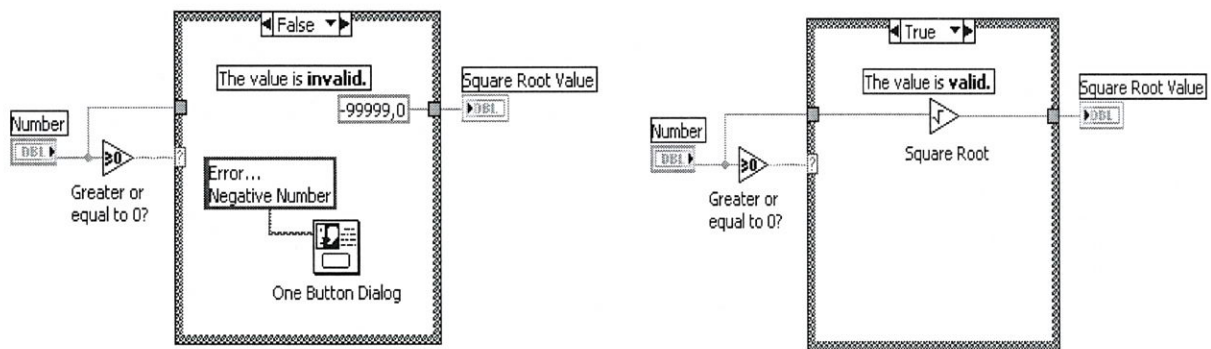 False
The value is invalid.
Square Root Value
-99999,0
DBL
Number
DBL
≥0
?
Greater or
equal to 0?
Error...
Negative Number
One Button Dialog
True
The value is valid.
Square Root Value
DBL
√
Square Root
Number
DBL
≥0
?
Greater or
equal to 0?